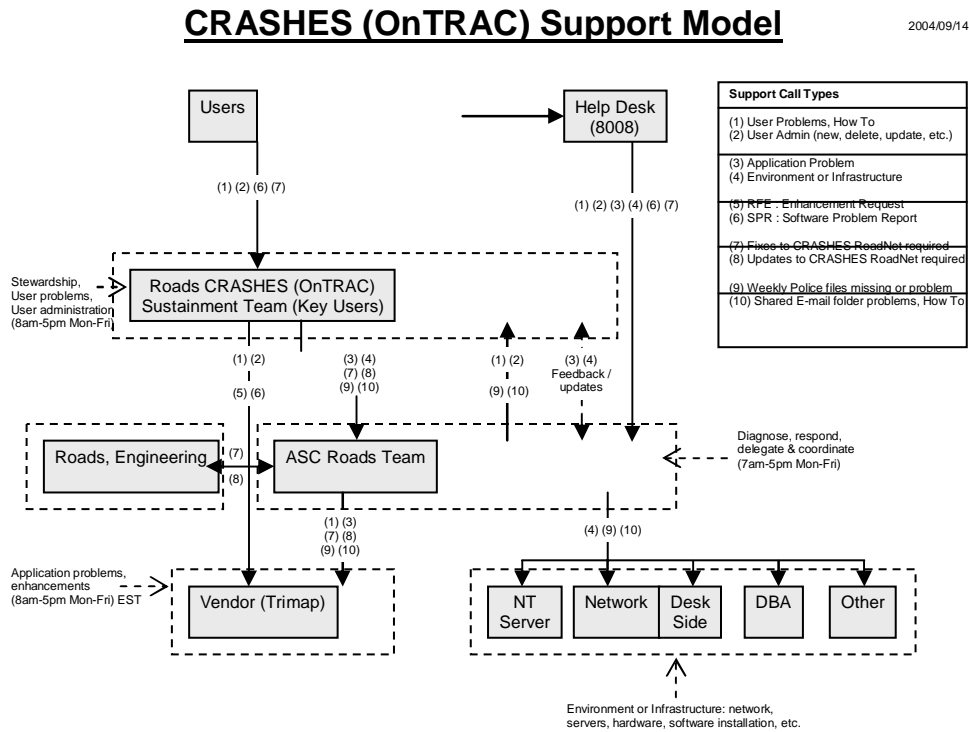 CRASHES (OnTRAC) Support Model
2004/09/14
Users
Help Desk
(8008)
Support Call Types
(1) User Problems, How To
(2) User Admin (new, delete, update, etc.)
(3) Application Problem
(4) Environment or Infrastructure
(5) RFE : Enhancement Request
(6) SPR : Software Problem Report
(7) Fixes to CRASHES RoadNet required
(8) Updates to CRASHES RoadNet required
(9) Weekly Police files missing or problem
(10) Shared E-mail folder problems, How To
(1) (2) (6) (7)
(1) (2) (3) (4) (6) (7)
Stewardship,
User problems,
User administration
(8am-5pm Mon-Fri)
Roads CRASHES (OnTRAC)
Sustainment Team (Key Users)
(1) (2)
(5) (6)
(3) (4)
(7) (8)
(9) (10)
(1) (2)
(9) (10)
(3) (4)
Feedback /
updates
Roads, Engineering
(7)
(8)
ASC Roads Team
Diagnose, respond,
delegate & coordinate
(7am-5pm Mon-Fri)
(1) (3)
(7) (8)
(9) (10)
(4) (9) (10)
Application problems,
enhancements
(8am-5pm Mon-Fri) EST
Vendor (Trimap)
NT
Server
Network
Desk
Side
DBA
Other
Environment or Infrastructure: network,
servers, hardware, software installation, etc.